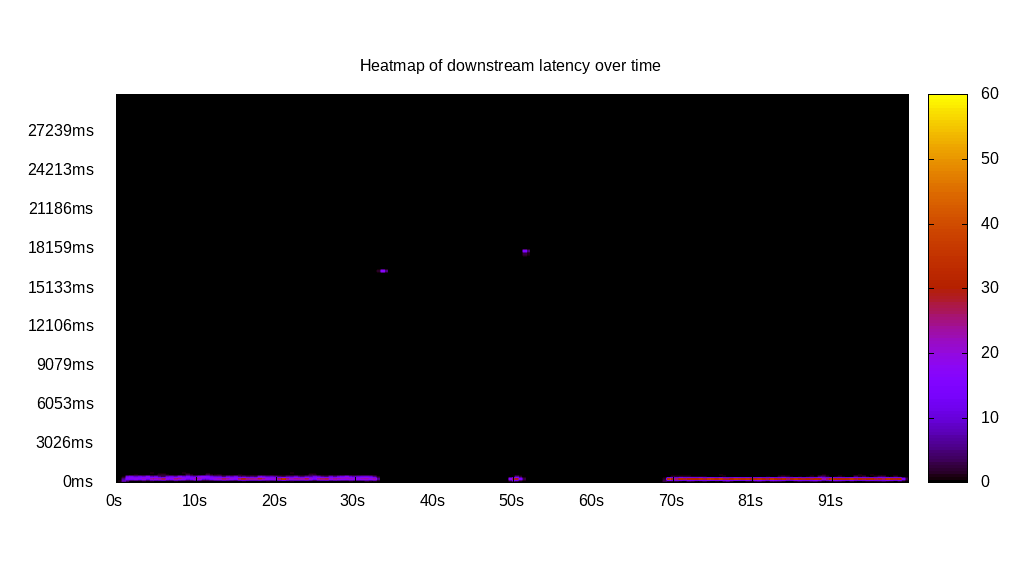 Heatmap of downstream latency over time
27239ms
24213ms
21186ms
18159ms
15133ms
12106ms
9079ms
6053ms
3026ms
0ms
0s 10s 20s 30s 40s 50s 60s 70s 81s 91s
60
50
40
30
20
10
0